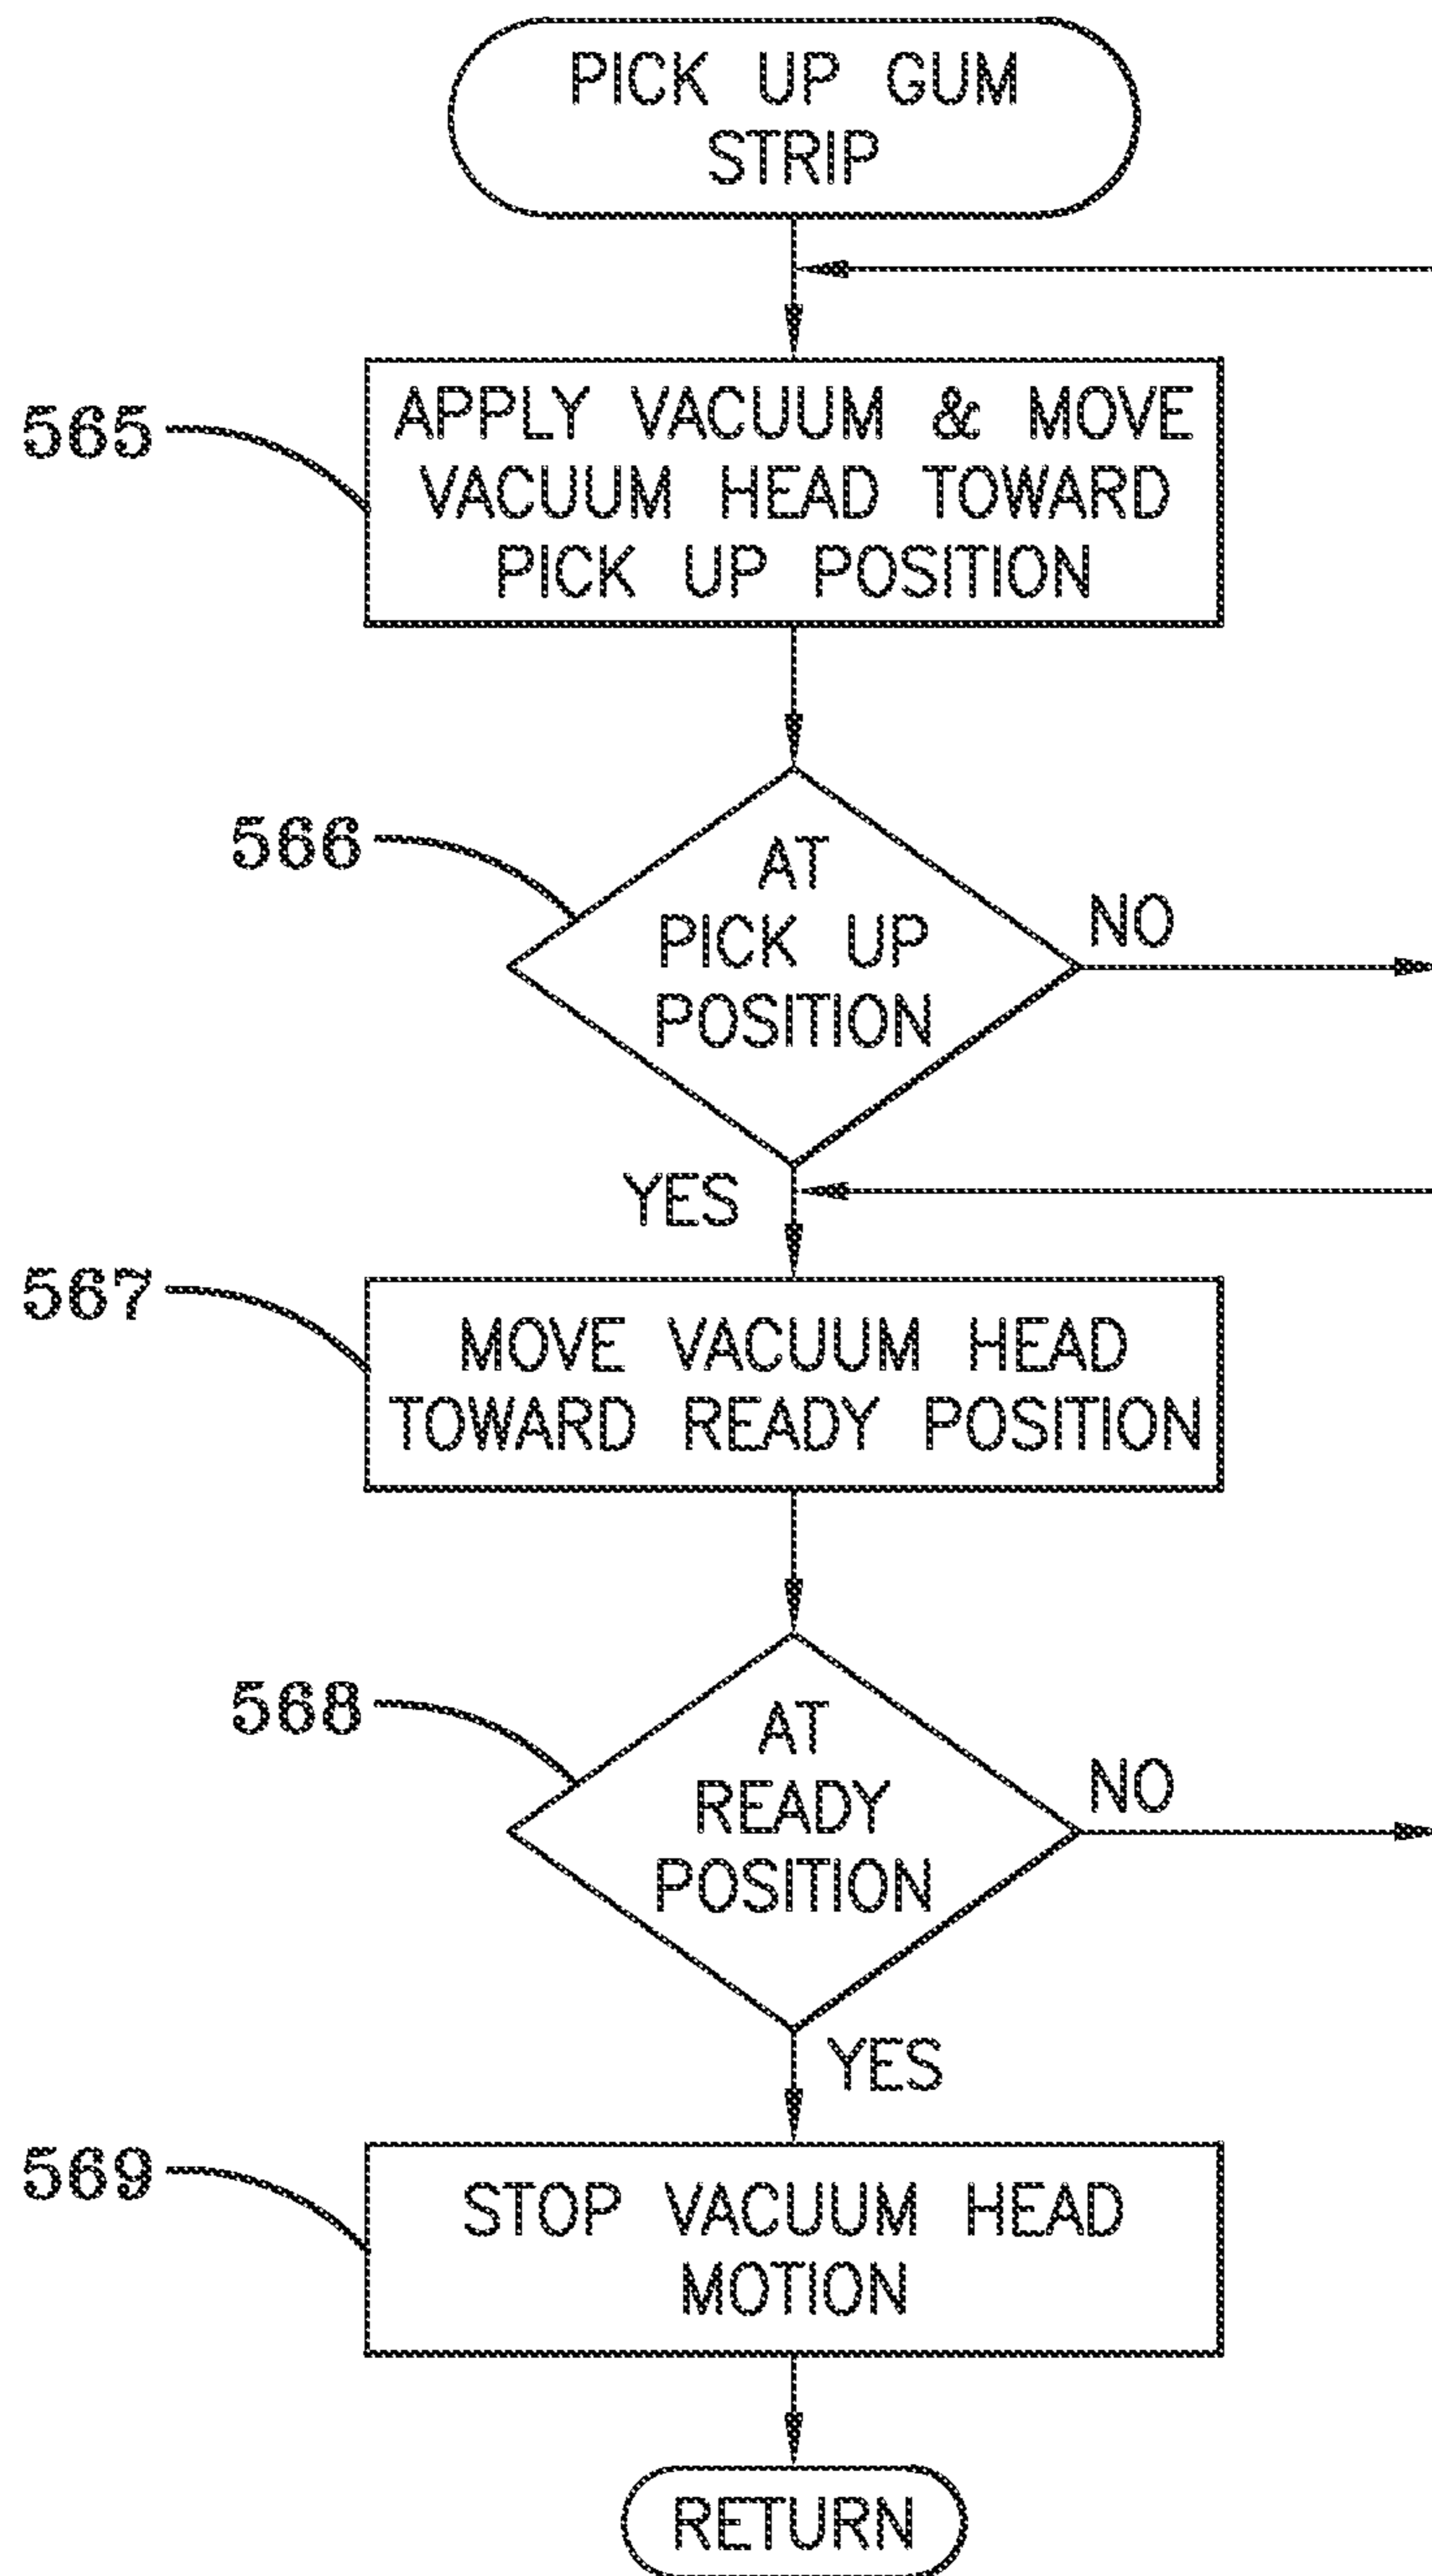 PICK UP GUM
STRIP
565
APPLY VACUUM & MOVE
VACUUM HEAD TOWARD
PICK UP POSITION
566
AT
PICK UP
POSITION
NO
YES
567
MOVE VACUUM HEAD
TOWARD READY POSITION
568
AT
READY
POSITION
NO
YES
569
STOP VACUUM HEAD
MOTION
RETURN